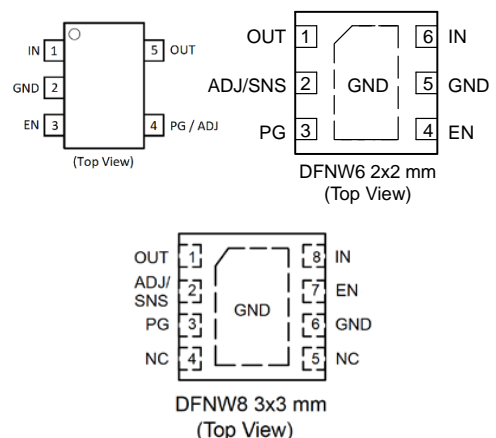 IN 1
5 OUT
GND 2
EN 3
4 PG / ADJ
(Top View)
OUT 1
6 IN
ADJ/SNS 2
GND
5 GND
PG 3
4 EN
DFNW6 2x2 mm
(Top View)
OUT 1
8 IN
ADJ/
SNS 2
7 EN
GND
PG 3
6 GND
NC 4
5 NC
DFNW8 3x3 mm
(Top View)